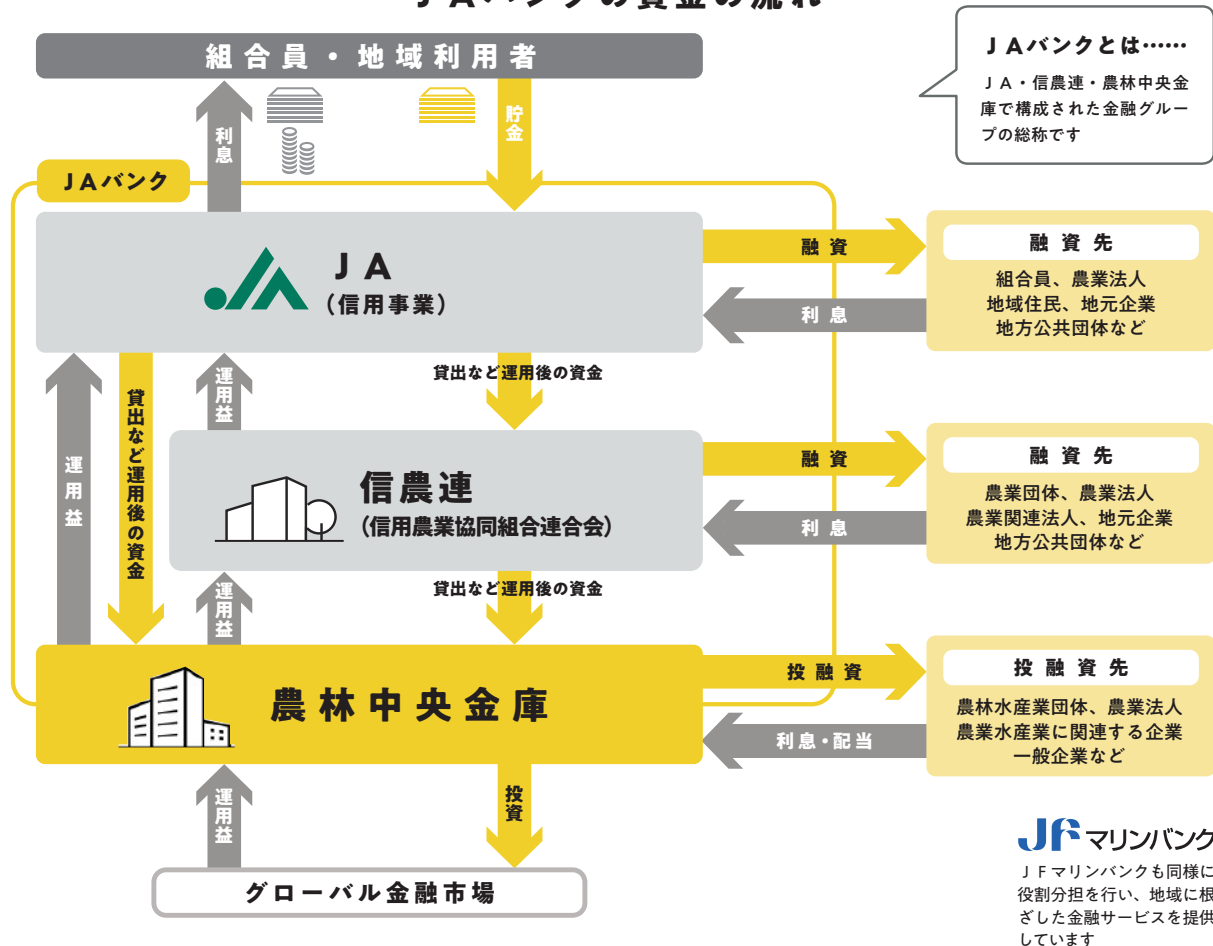 JAバンクの資金の流れ
組合員・地域利用者
利息
貯金
JAバンクとは……
JA・信農連・農林中央金
庫で構成された金融グルー
プの総称です
JAバンク
JA
(信用事業)
融資
利息
融資先
組合員、農業法人
地域住民、地元企業
地方公共団体など
運用益
貸出など運用後の資金
運用益
貸出など運用後の資金
信農連
(信用農業協同組合連合会)
融資
利息
融資先
農業団体、農業法人
農業関連法人、地元企業
地方公共団体など
運用益
貸出など運用後の資金
農林中央金庫
投融資
利息・配当
投融資先
農林水産業団体、農業法人
農業水産業に関連する企業
一般企業など
運用益
投資
グローバル金融市場
JFマリンバンク
JFマリンバンクも同様に
役割分担を行い、地域に根
ざした金融サービスを提供
しています